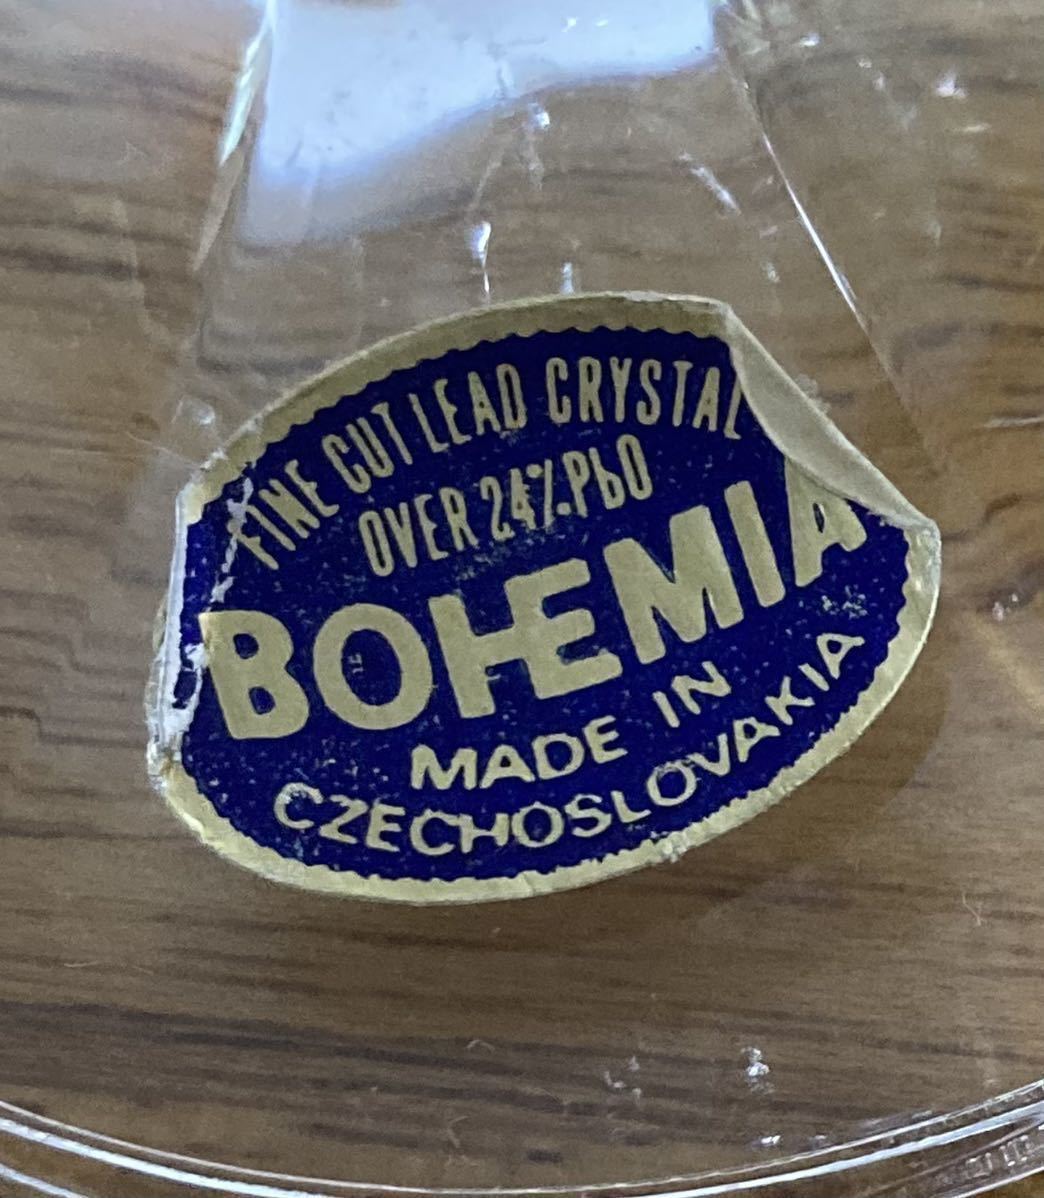 FINE CUT LEAD CRYSTAL
OVER 24% PbO
BOHEMIA
MADE IN
CZECHOSLOVAKIA